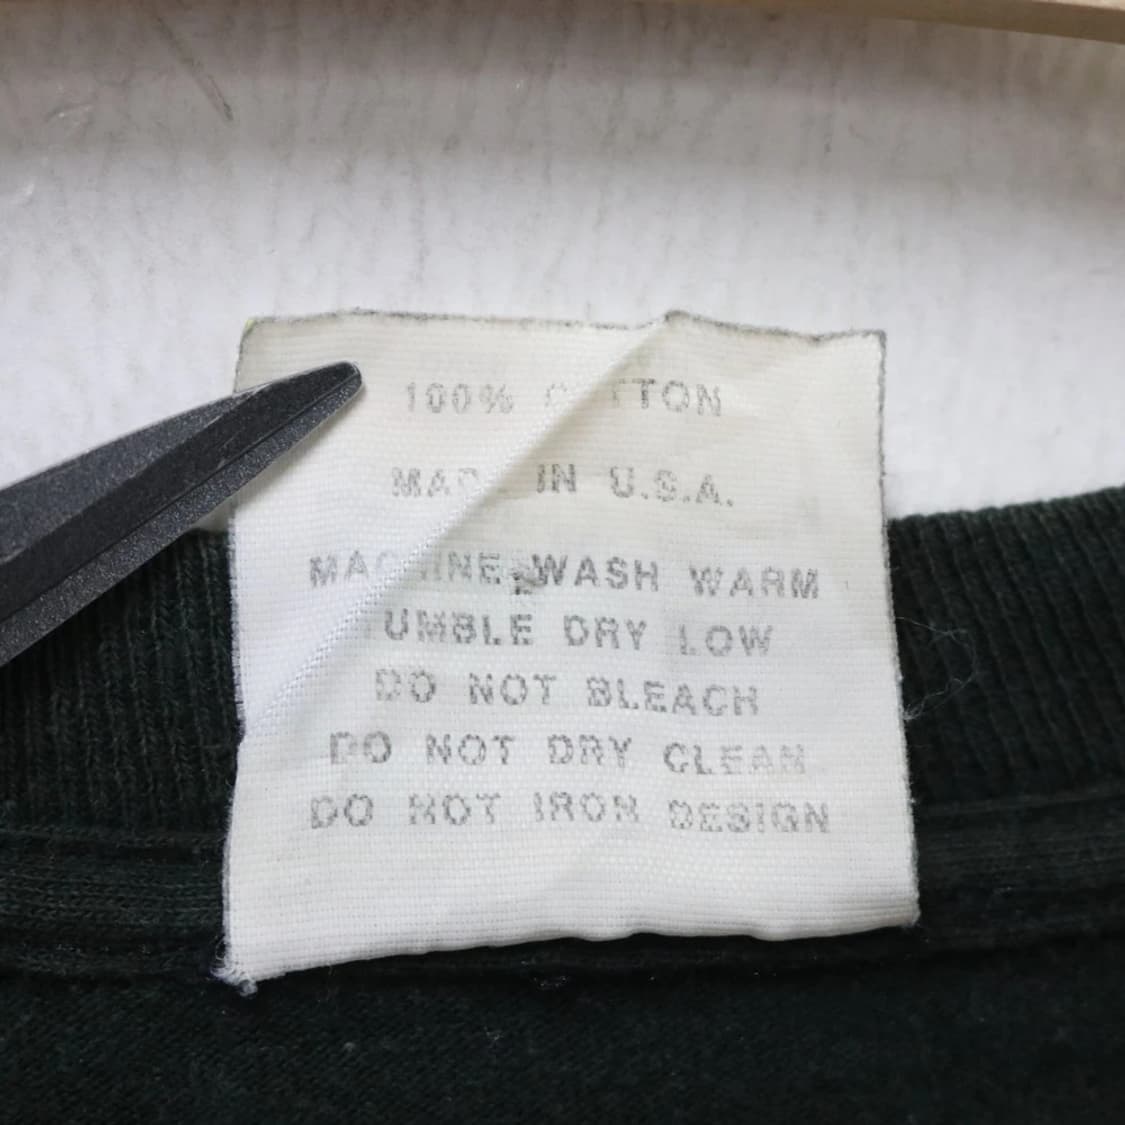 100% COTTON
MADE IN U.S.A.
MACHINE WASH WARM
TUMBLE DRY LOW
DO NOT BLEACH
DO NOT DRY CLEAN
DO NOT IRON DESIGN